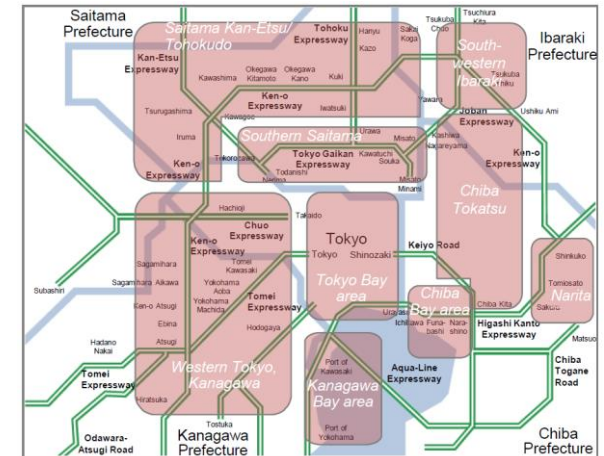 Saitama
Prefecture
Saitama Kan-Etsu/
Tohokudo
Tohoku
Expressway
Hanyu
Kazo
Sakai
Koga
Tsukuba
Chuo
Tsuchiura
Kita
Ibaraki
Prefecture
South-
western
Ibaraki
Tsukuba
Kan-Etsu
Expressway
Kawashima
Okegawa
Kitamoto
Okegawa
Kano
Kuki
Ken-o
Expressway
Iwatsuki
Yawara
Joban
Expressway
Ushiku Ami
Tsurugashima
Kawagoe
Iruma
Southern Saitama
Urawa
Misato
Kashiwa
Nagareyama
Ken-o
Expressway
Ken-o
Expressway
Tokorozawa
Tokyo Gaikan
Expressway
Kawatuchi
Souka
Todanishi
Nerima
Misato
Minami
Chiba
Tokatsu
Hachioji
Takaido
Chuo
Expressway
Ken-o
Expressway
Tokyo
Tokyo
Shinozaki
Keiyo Road
Tomei
Kawasaki
Sagamihara
Sagamihara Aikawa
Yokohama
Aoba
Yokohama
Machida
Tomei
Expressway
Tokyo Bay
area
Chiba
Bay area
Shinkuko
Tomiosato
Narita
Subashiri
Ken-o Atsugi
Ebina
Hodogaya
Ichikawa
Funa-
bashi
Nara-
shino
Chiba Kita
Higashi Kanto
Expressway
Matsuo
Hadano
Nakai
Atsugi
Western Tokyo,
Kanagawa
Port of
Kawosaki
Kanagawa
Bay area
Aqua-Line
Expressway
Chiba
Togane
Road
Tomei
Expressway
Hiratsuka
Tostuka
Port of
Yokohama
Odawara-
Atsugi Road
Kanagawa
Prefecture
Chiba
Prefecture